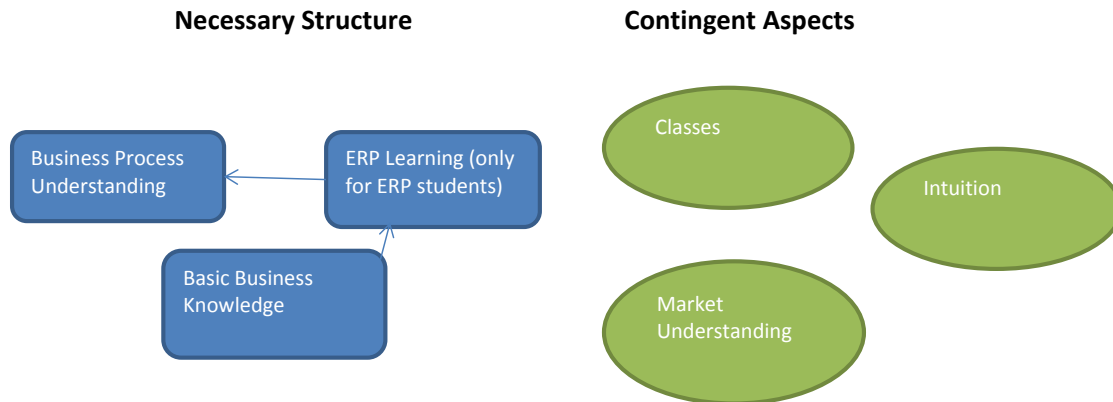 Necessary Structure
Contingent Aspects
Business Process
Understanding
ERP Learning (only
for ERP students)
Basic Business
Knowledge
Classes
Intuition
Market
Understanding